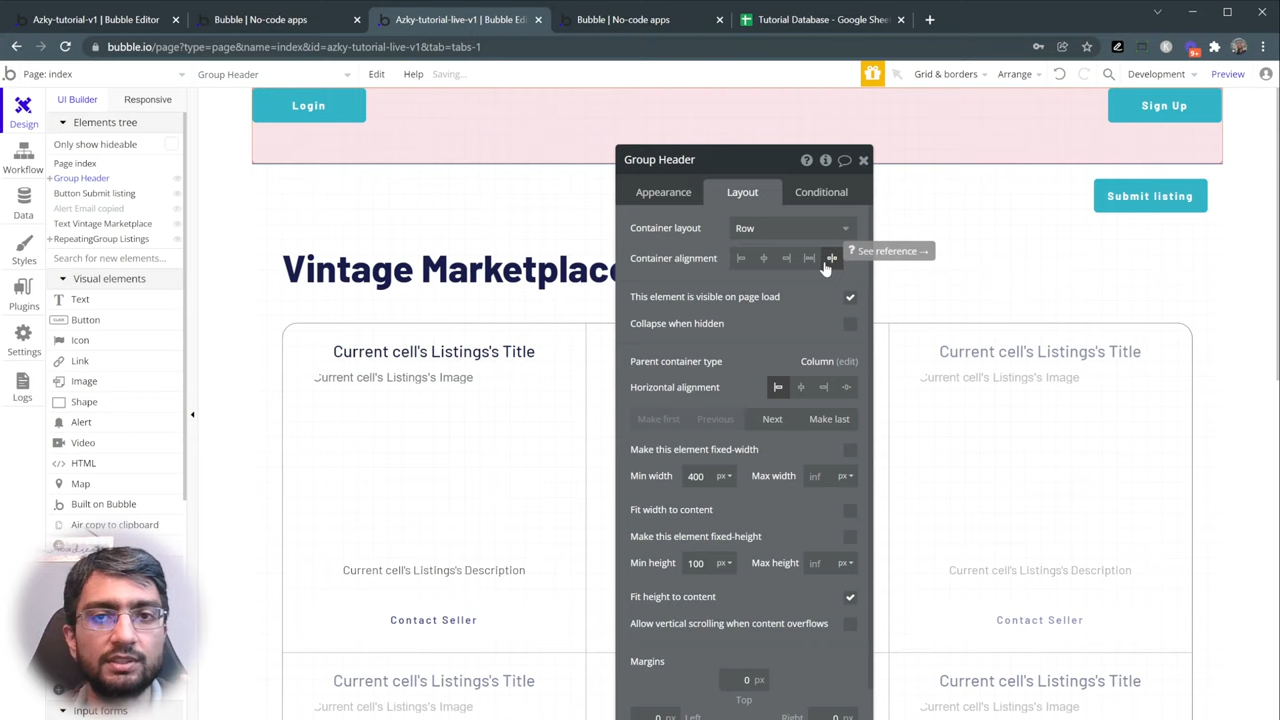 Azky-tutorial-v1 | Bubble Editor
Bubble | No-code apps
Azky-tutorial-live-v1 | Bubble Edi
Bubble | No-code apps
Tutorial Database - Google Shee
bubble.io/page?type=page&name=index&id=azky-tutorial-live-v1&tab=tabs-1
9+
Page: index
Group Header
Edit
Help
Saving...
Grid & borders
Arrange
Development
Preview
UI Builder
Responsive
Design
Workflow
Data
Styles
Plugins
Settings
Logs
Elements tree
Only show hideable
Page index
Group Header
Button Submit listing
Alert Email copied
Text Vintage Marketplace
RepeatingGroup Listings
Search for new elements...
Visual elements
Text
CLICK
Button
Icon
Link
Image
Shape
Alert
Video
HTML
Map
Built on Bubble
Air copy to clipboard
Input forms
Login
Sign Up
Submit listing
Vintage Marketplace
Current cell's Listings's Title
Current cell's Listings's Image
Current cell's Listings's Description
Contact Seller
Current cell's Listings's Title
Current cell's Listings's Image
Current cell's Listings's Title
Current cell's Listings's Image
Current cell's Listings's Description
Contact Seller
Current cell's Listings's Title
Current cell's Listings's Image
Group Header
Appearance
Layout
Conditional
Container layout
Row
Container alignment
? See reference →
This element is visible on page load
Collapse when hidden
Parent container type
Column (edit)
Horizontal alignment
Make first
Previous
Next
Make last
Make this element fixed-width
Min width
400
px
Max width
inf
px
Fit width to content
Make this element fixed-height
Min height
100
px
Max height
inf
px
Fit height to content
Allow vertical scrolling when content overflows
Margins
0 px
Top
0 px
Left
Right
0 px